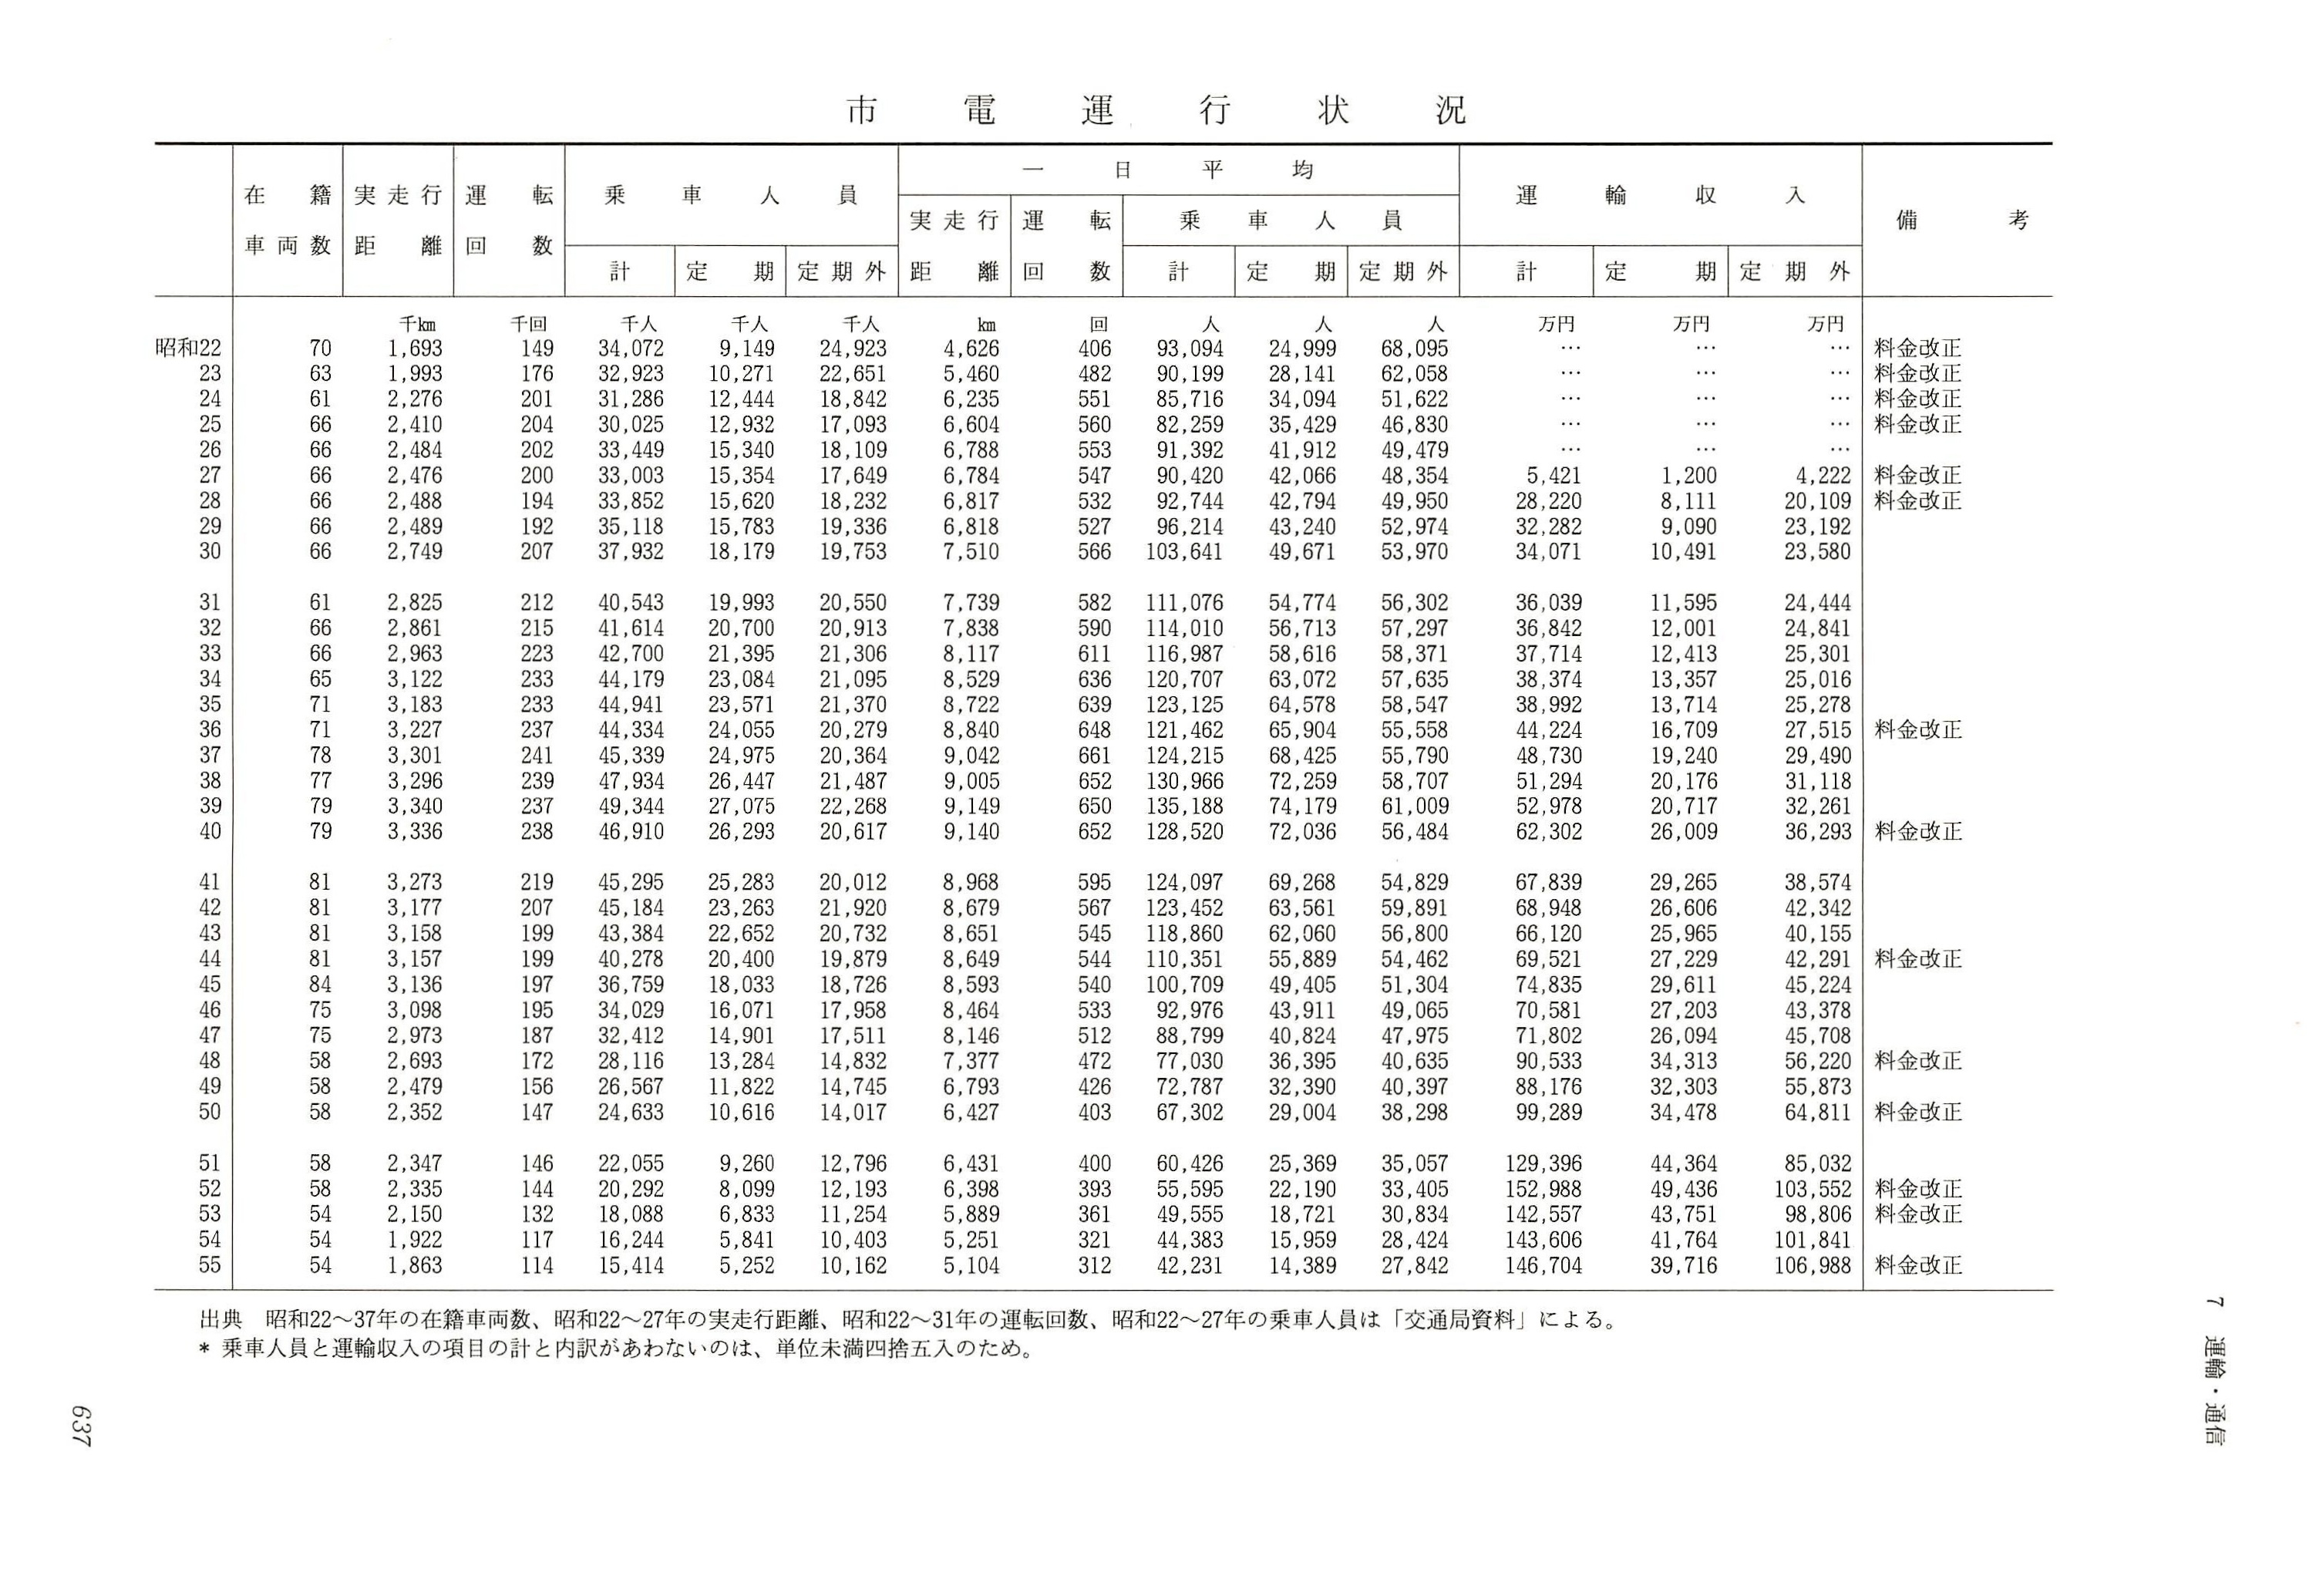 市電運行状況
一日平均
在籍 実走行 運転 乗車人員 運輸収入
実走行 運転 乗車人員 備考
車両数 距離 回数
計 定期 定期外 距離 回数 計 定期 定期外 計 定期 定期外
千km 千回 千人 千人 千人 km 回 人 人 人 万円 万円 万円
昭和22 70 1,693 149 34,072 9,149 24,923 4,626 406 93,094 24,999 68,095 … … … 料金改正
23 63 1,993 176 32,923 10,271 22,651 5,460 482 90,199 28,141 62,058 … … … 料金改正
24 61 2,276 201 31,286 12,444 18,842 6,235 551 85,716 34,094 51,622 … … … 料金改正
25 66 2,410 204 30,025 12,932 17,093 6,604 560 82,259 35,429 46,830 … … … 料金改正
26 66 2,484 202 33,449 15,340 18,109 6,788 553 91,392 41,912 49,479 … … …
27 66 2,476 200 33,003 15,354 17,649 6,784 547 90,420 42,066 48,354 5,421 1,200 4,222 料金改正
28 66 2,488 194 33,852 15,620 18,232 6,817 532 92,744 42,794 49,950 28,220 8,111 20,109 料金改正
29 66 2,489 192 35,118 15,783 19,336 6,818 527 96,214 43,240 52,974 32,282 9,090 23,192
30 66 2,749 207 37,932 18,179 19,753 7,510 566 103,641 49,671 53,970 34,071 10,491 23,580
31 61 2,825 212 40,543 19,993 20,550 7,739 582 111,076 54,774 56,302 36,039 11,595 24,444
32 66 2,861 215 41,614 20,700 20,913 7,838 590 114,010 56,713 57,297 36,842 12,001 24,841
33 66 2,963 223 42,700 21,395 21,306 8,117 611 116,987 58,616 58,371 37,714 12,413 25,301
34 65 3,122 233 44,179 23,084 21,095 8,529 636 120,707 63,072 57,635 38,374 13,357 25,016
35 71 3,183 233 44,941 23,571 21,370 8,722 639 123,125 64,578 58,547 38,992 13,714 25,278
36 71 3,227 237 44,334 24,055 20,279 8,840 648 121,462 65,904 55,558 44,224 16,709 27,515 料金改正
37 78 3,301 241 45,339 24,975 20,364 9,042 661 124,215 68,425 55,790 48,730 19,240 29,490
38 77 3,296 239 47,934 26,447 21,487 9,005 652 130,966 72,259 58,707 51,294 20,176 31,118
39 79 3,340 237 49,344 27,075 22,268 9,149 650 135,188 74,179 61,009 52,978 20,717 32,261
40 79 3,336 238 46,910 26,293 20,617 9,140 652 128,520 72,036 56,484 62,302 26,009 36,293 料金改正
41 81 3,273 219 45,295 25,283 20,012 8,968 595 124,097 69,268 54,829 67,839 29,265 38,574
42 81 3,177 207 45,184 23,263 21,920 8,679 567 123,452 63,561 59,891 68,948 26,606 42,342
43 81 3,158 199 43,384 22,652 20,732 8,651 545 118,860 62,060 56,800 66,120 25,965 40,155
44 81 3,157 199 40,278 20,400 19,879 8,649 544 110,351 55,889 54,462 69,521 27,229 42,291 料金改正
45 84 3,136 197 36,759 18,033 18,726 8,593 540 100,709 49,405 51,304 74,835 29,611 45,224
46 75 3,098 195 34,029 16,071 17,958 8,464 533 92,976 43,911 49,065 70,581 27,203 43,378
47 75 2,973 187 32,412 14,901 17,511 8,146 512 88,799 40,824 47,975 71,802 26,094 45,708
48 58 2,693 172 28,116 13,284 14,832 7,377 472 77,030 36,395 40,635 90,533 34,313 56,220 料金改正
49 58 2,479 156 26,567 11,822 14,745 6,793 426 72,787 32,390 40,397 88,176 32,303 55,873
50 58 2,352 147 24,633 10,616 14,017 6,427 403 67,302 29,004 38,298 99,289 34,478 64,811 料金改正
51 58 2,347 146 22,055 9,260 12,796 6,431 400 60,426 25,369 35,057 129,396 44,364 85,032
52 58 2,335 144 20,292 8,099 12,193 6,398 393 55,595 22,190 33,405 152,988 49,436 103,552 料金改正
53 54 2,150 132 18,088 6,833 11,254 5,889 361 49,555 18,721 30,834 142,557 43,751 98,806 料金改正
54 54 1,922 117 16,244 5,841 10,403 5,251 321 44,383 15,959 28,424 143,606 41,764 101,841
55 54 1,863 114 15,414 5,252 10,162 5,104 312 42,231 14,389 27,842 146,704 39,716 106,988 料金改正
出典 昭和22～37年の在籍車両数、昭和22～27年の実走行距離、昭和22～31年の運転回数、昭和22～27年の乗車人員は「交通局資料」による。
* 乗車人員と運輸収入の項目の計と内訳があわないのは、単位未満四捨五入のため。
7 運輸・通信
637